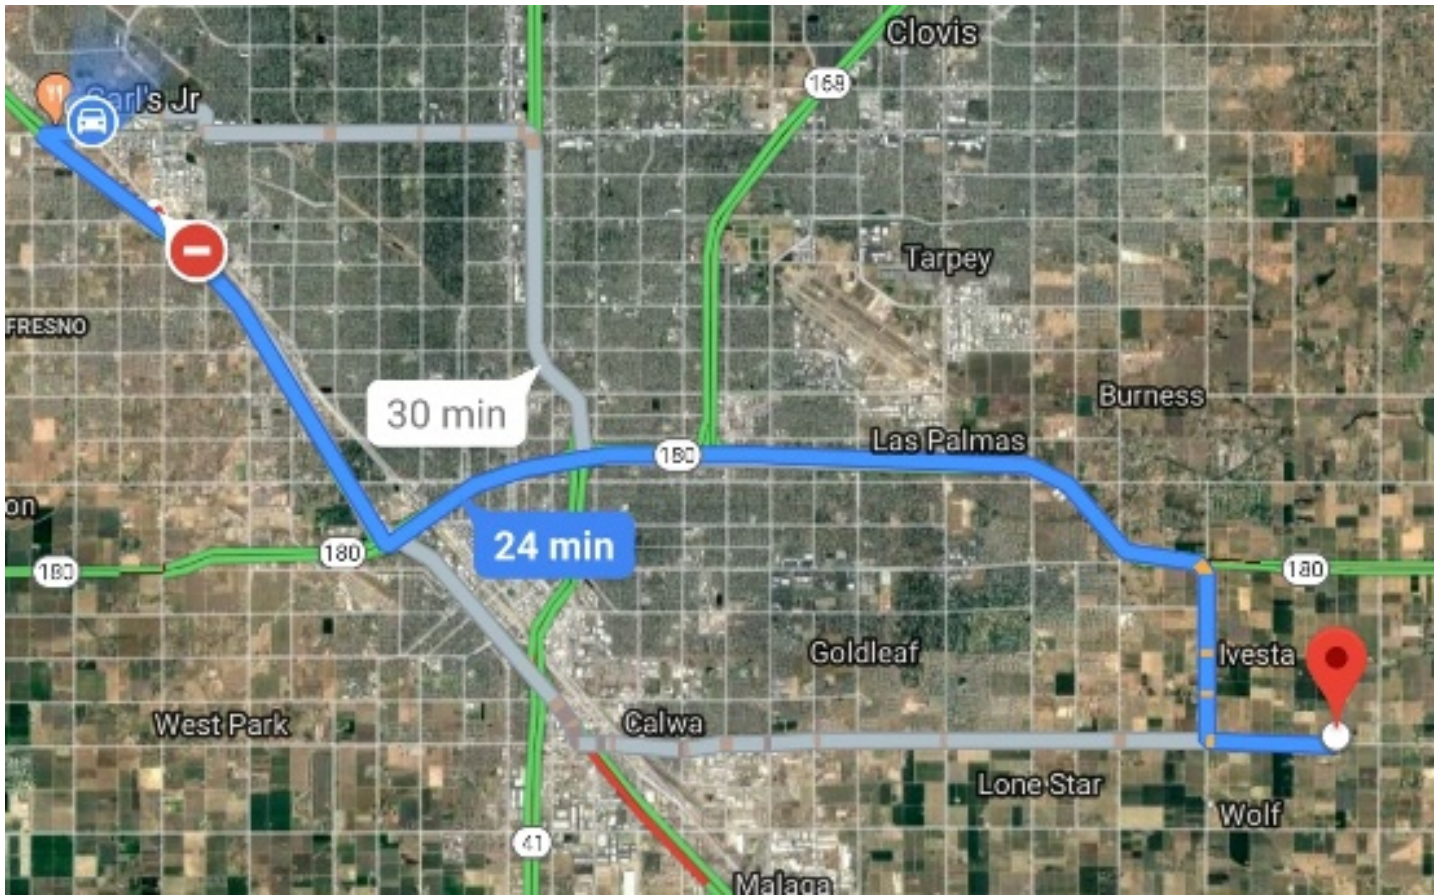 Clovis
168
Carl's Jr
Tarpey
FRESNO
30 min
Burness
Las Palmas
180
on
24 min
180
180
180
Goldleaf
Ivesta
West Park
Calwa
Lone Star
Wolf
41
Malaga